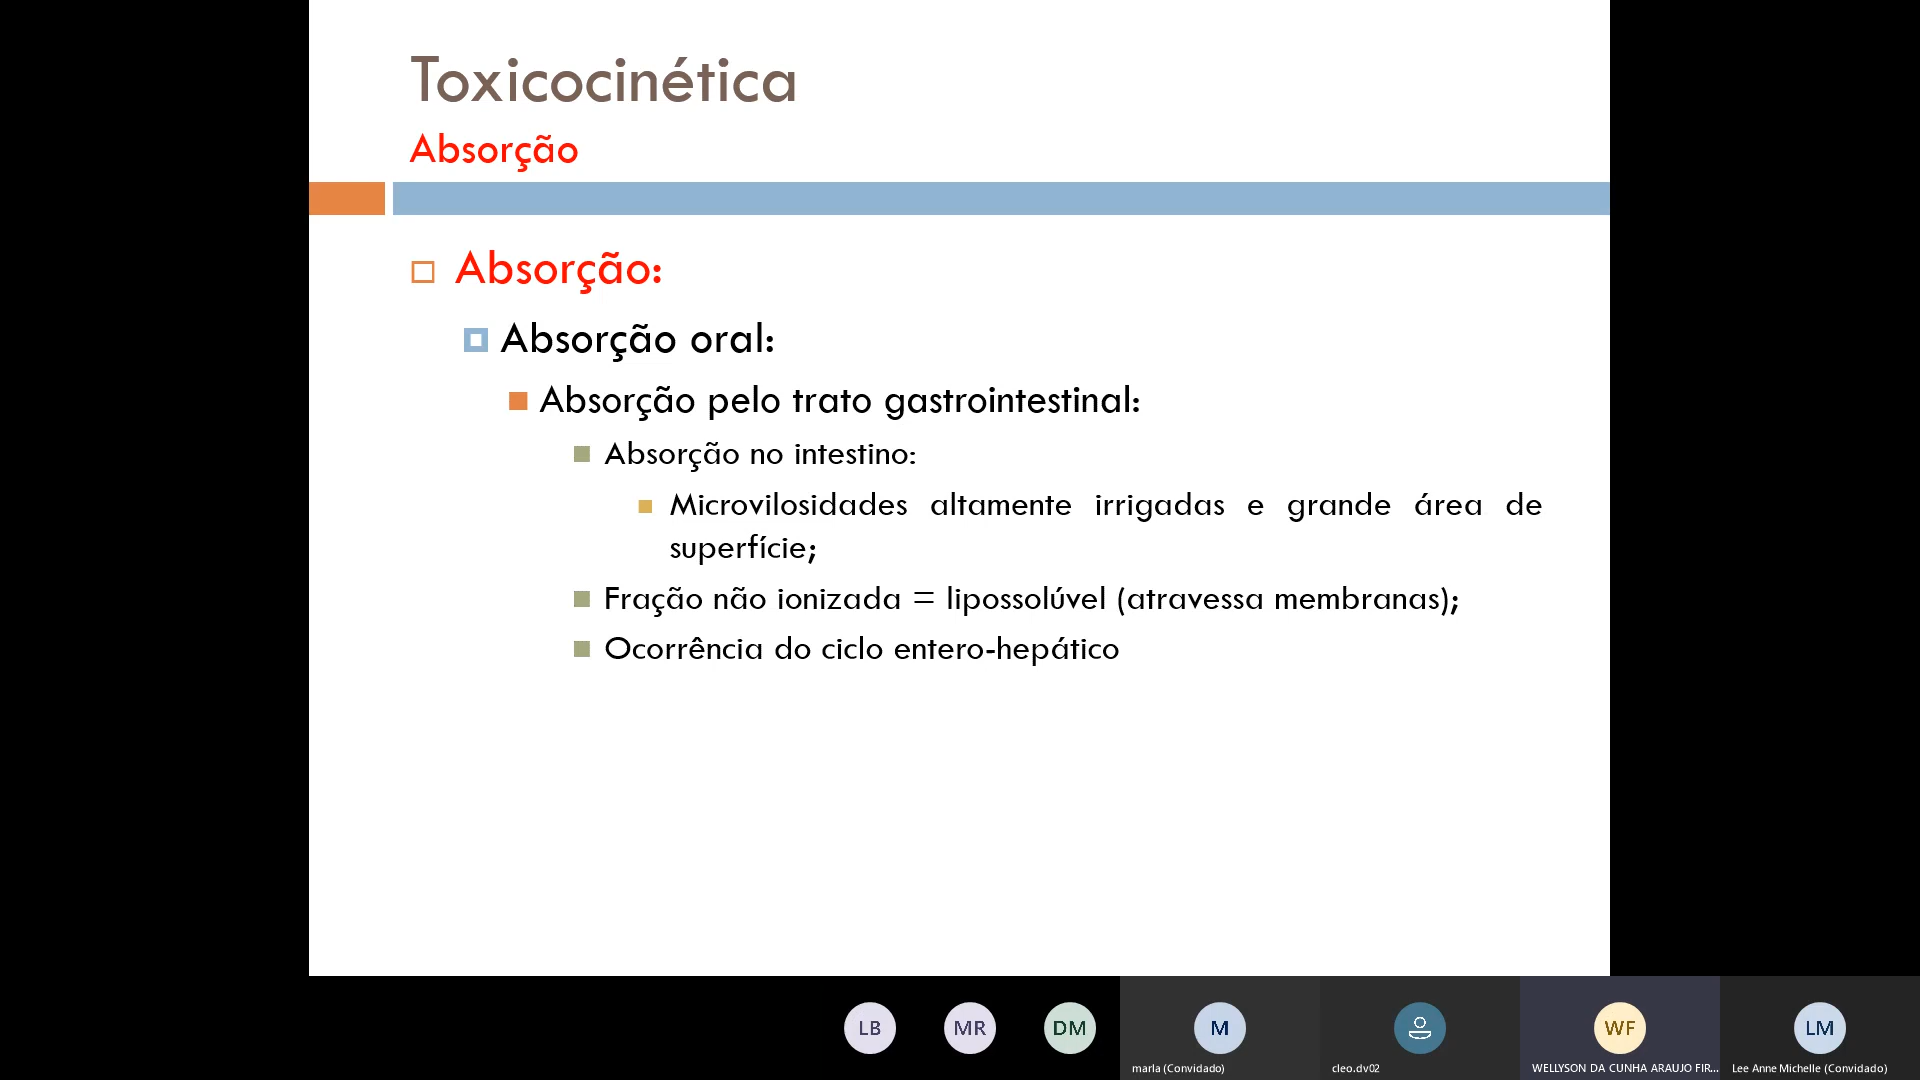 Toxicocinética
Absorção
Absorção:
Absorção oral:
Absorção pelo trato gastrointestinal:
Absorção no intestino:
Microvilosidades altamente irrigadas e grande área de
superfície;
Fração não ionizada = lipossolúvel (atravessa membranas);
Ocorrência do ciclo entero-hepático
LB
MR
DM
M
WF
LM
marla (Convidado)
cleo.dv02
WELLYSON DA CUNHA ARAUJO FIR...
Lee Anne Michelle (Convidado)